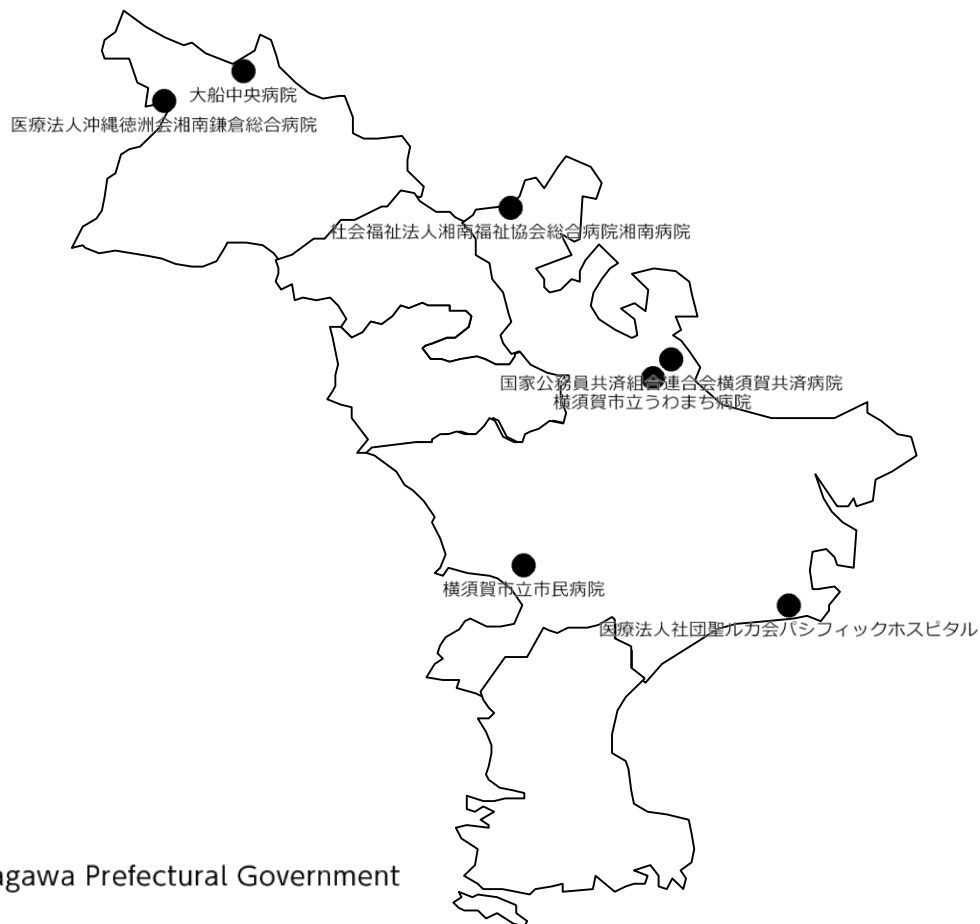 大船中央病院
医療法人沖縄徳洲会湘南鎌倉総合病院
社会福祉法人湘南福祉協会総合病院湘南病院
国家公務員共済組合連合会横須賀共済病院
横須賀市立うわまち病院
横須賀市立市民病院
医療法人社団聖ルカ会パシフィックホスピタル
agawa Prefectural Government